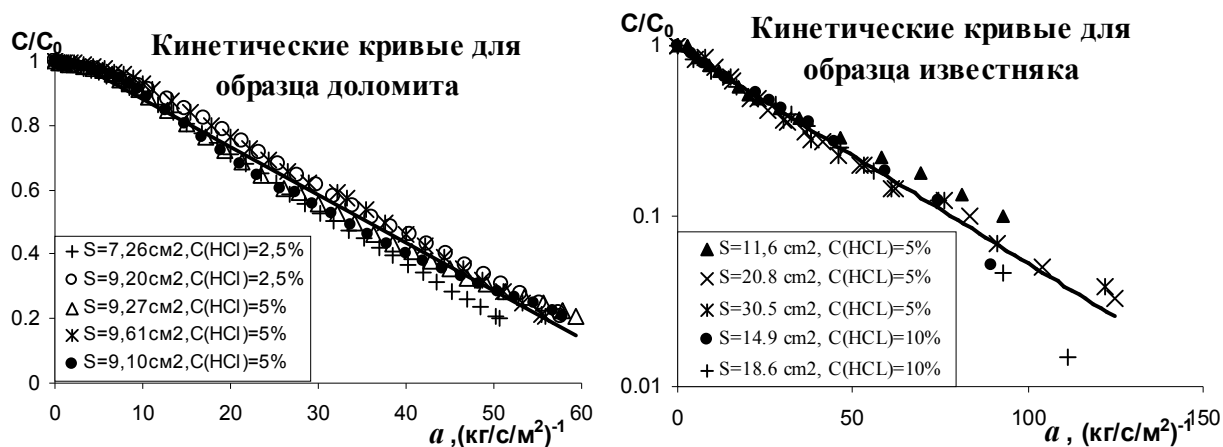 C/C0
Кинетические кривые для
образца доломита
1
0.8
0.6
0.4
0.2
0
S=7,26см2,C(HCl)=2,5%
S=9,20см2,C(HCl)=2,5%
S=9,27см2,C(HCl)=5%
S=9,61см2,C(HCl)=5%
S=9,10см2,C(HCl)=5%
0 10 20 30 40 50 60
a ,(кг/с/м²)⁻¹
C/C0
Кинетические кривые для
образца известняка
1
0.1
0.01
S=11,6 cm2, C(HCL)=5%
S=20.8 cm2, C(HCL)=5%
S=30.5 cm2, C(HCL)=5%
S=14.9 cm2, C(HCL)=10%
S=18.6 cm2, C(HCL)=10%
0 50 100 150
a , (кг/с/м²)⁻¹